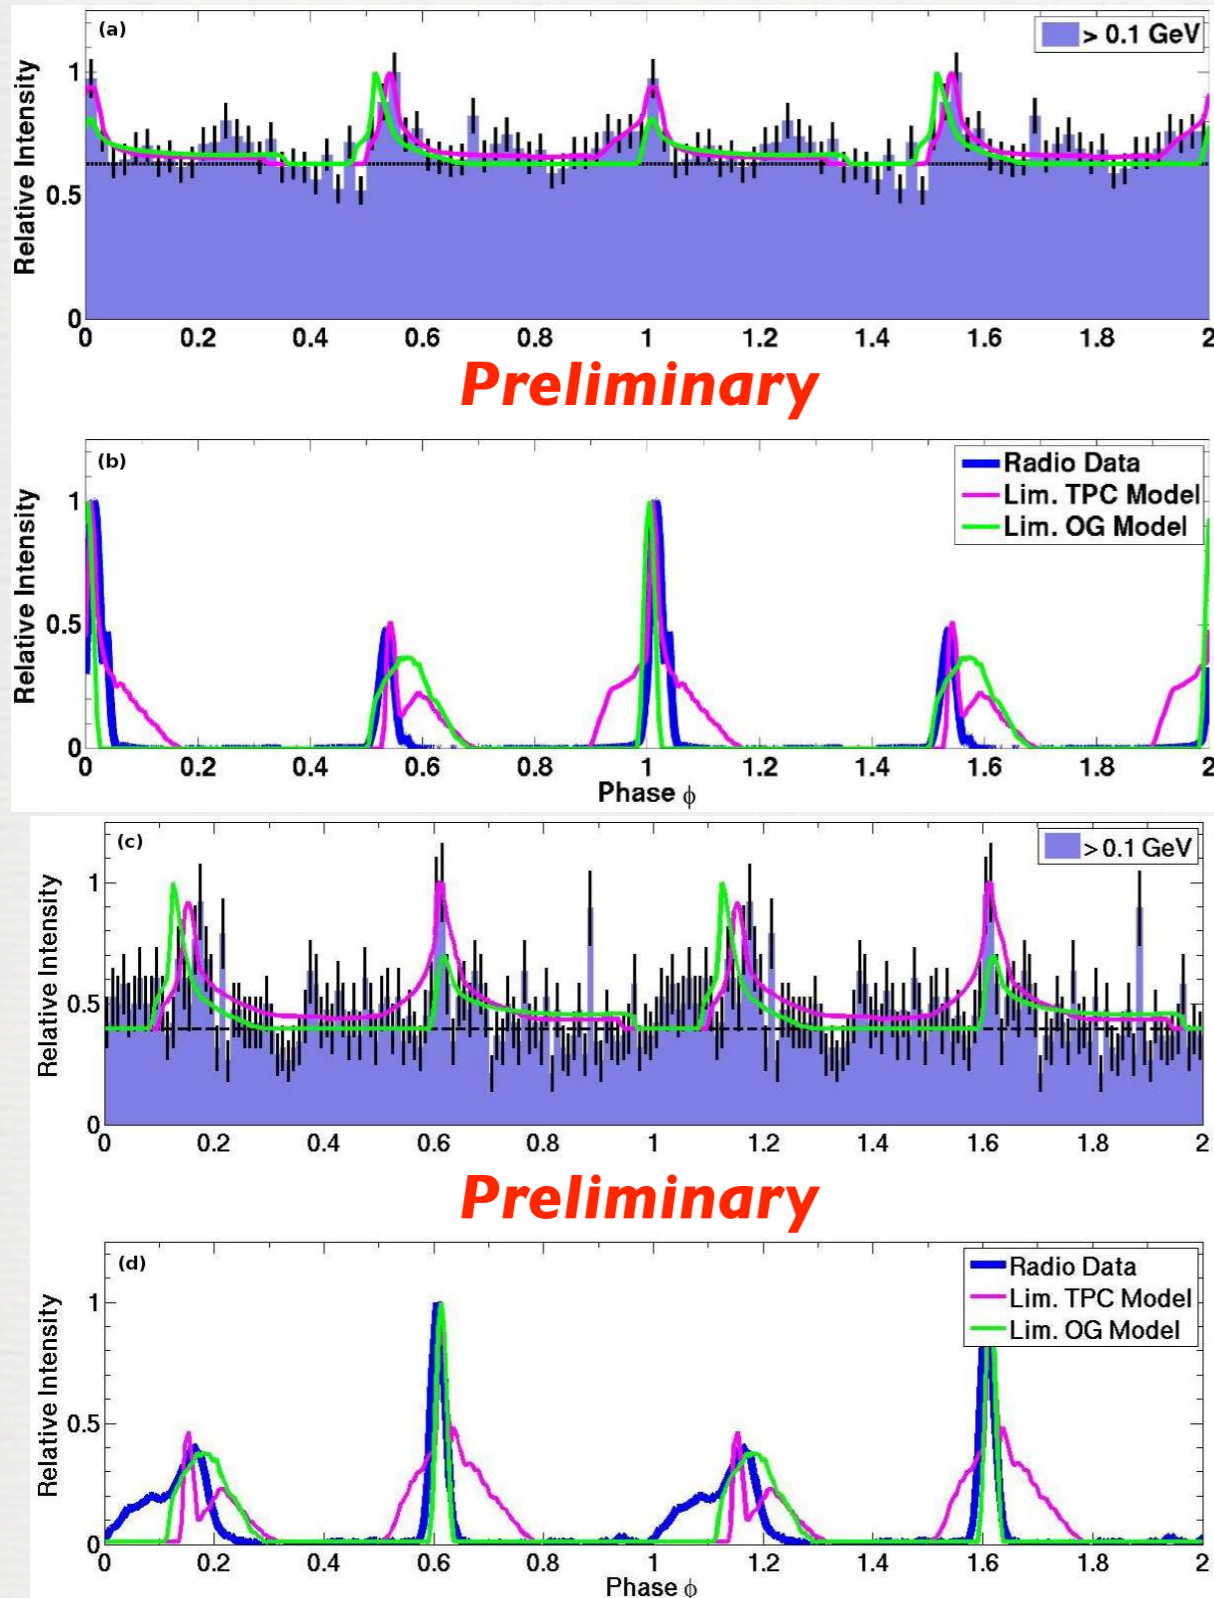 (a)
> 0.1 GeV
Relative Intensity
1
0.5
0
0 0.2 0.4 0.6 0.8 1 1.2 1.4 1.6 1.8 2
Preliminary
(b)
Radio Data
Lim. TPC Model
Lim. OG Model
Relative Intensity
1
0.5
0
0 0.2 0.4 0.6 0.8 1 1.2 1.4 1.6 1.8 2
Phase ϕ
(c)
> 0.1 GeV
Relative Intensity
1
0.5
0
0 0.2 0.4 0.6 0.8 1 1.2 1.4 1.6 1.8 2
Preliminary
(d)
Radio Data
Lim. TPC Model
Lim. OG Model
Relative Intensity
1
0.5
0
0 0.2 0.4 0.6 0.8 1 1.2 1.4 1.6 1.8 2
Phase ϕ